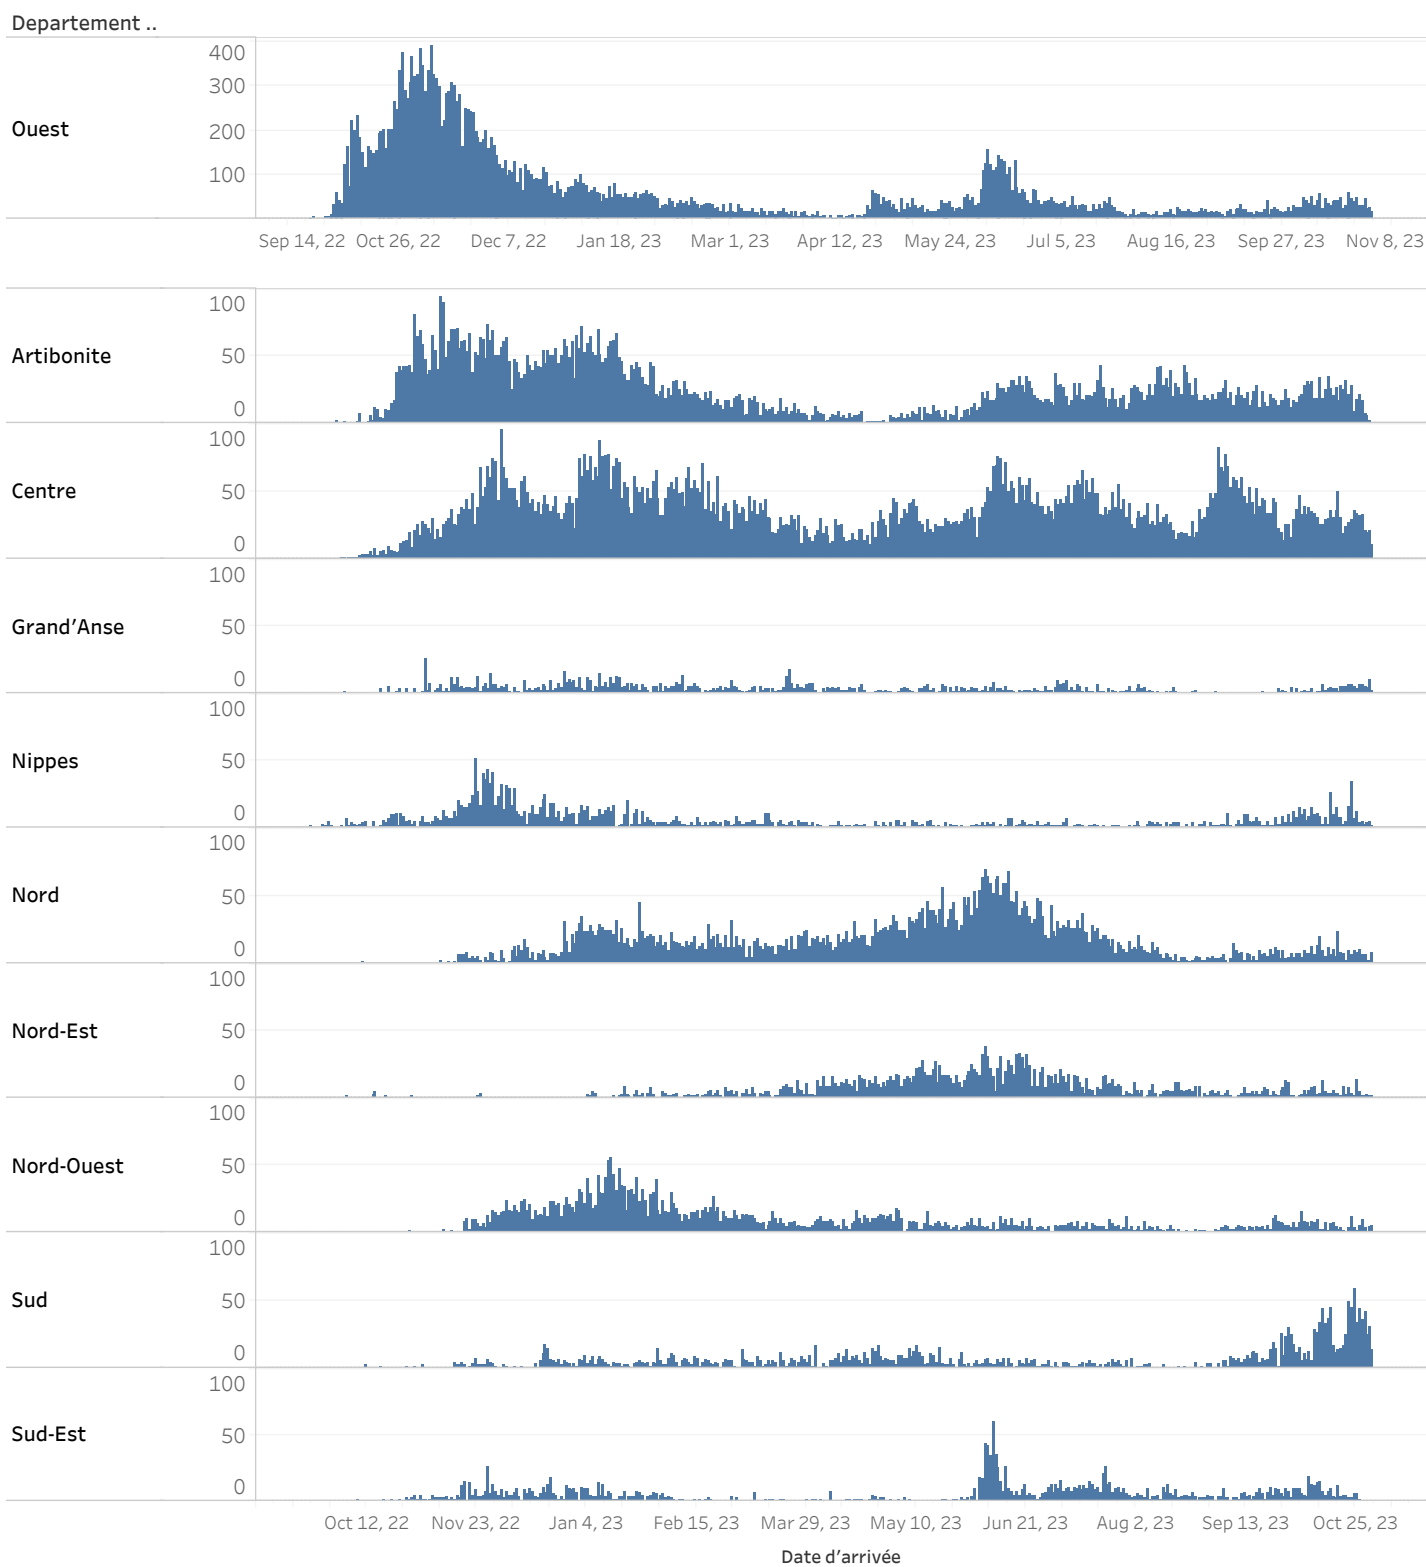 Departement ..
Ouest
400
300
200
100
Sep 14, 22 Oct 26, 22 Dec 7, 22 Jan 18, 23 Mar 1, 23 Apr 12, 23 May 24, 23 Jul 5, 23 Aug 16, 23 Sep 27, 23 Nov 8, 23
Artibonite
100
50
0
Centre
100
50
0
Grand'Anse
100
50
0
Nippes
100
50
0
Nord
100
50
0
Nord-Est
100
50
0
Nord-Ouest
100
50
0
Sud
100
50
0
Sud-Est
100
50
0
Oct 12, 22 Nov 23, 22 Jan 4, 23 Feb 15, 23 Mar 29, 23 May 10, 23 Jun 21, 23 Aug 2, 23 Sep 13, 23 Oct 25, 23
Date d'arrivée